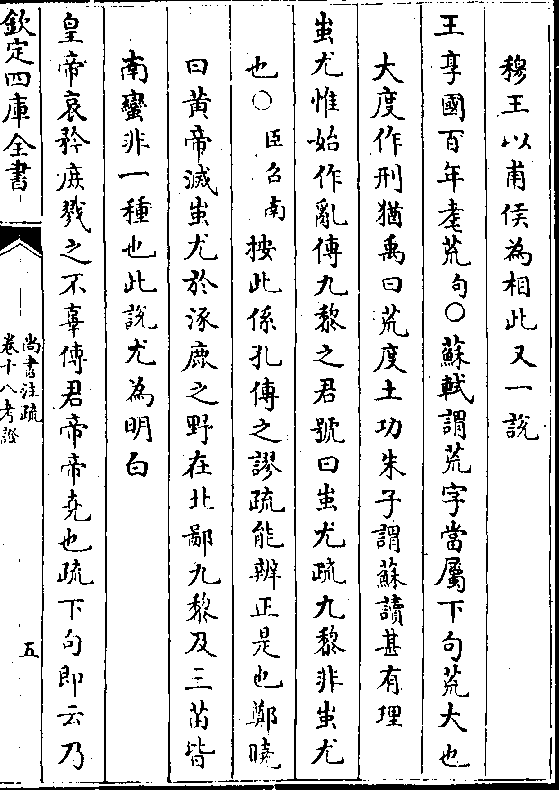 穆王以甫侯為相此又一說
王享國百年耄荒句○蘇軾謂荒字當屬下句荒大也
大度作刑猶禹曰荒度土功朱子謂蘇讀甚有理
蚩尤惟始作亂傳九黎之君號曰蚩尤疏九黎非蚩尤
也○臣召南按此係孔傳之謬疏能辨正是也鄭曉
曰黃帝滅蚩尤於涿鹿之野在北鄙九黎及三苗皆
南蠻非一種也此說尤為明白
皇帝哀矜庶戮之不辜傳君帝帝堯也疏下句即云乃
欽定四庫全書
尚書注疏
卷十八考證
五